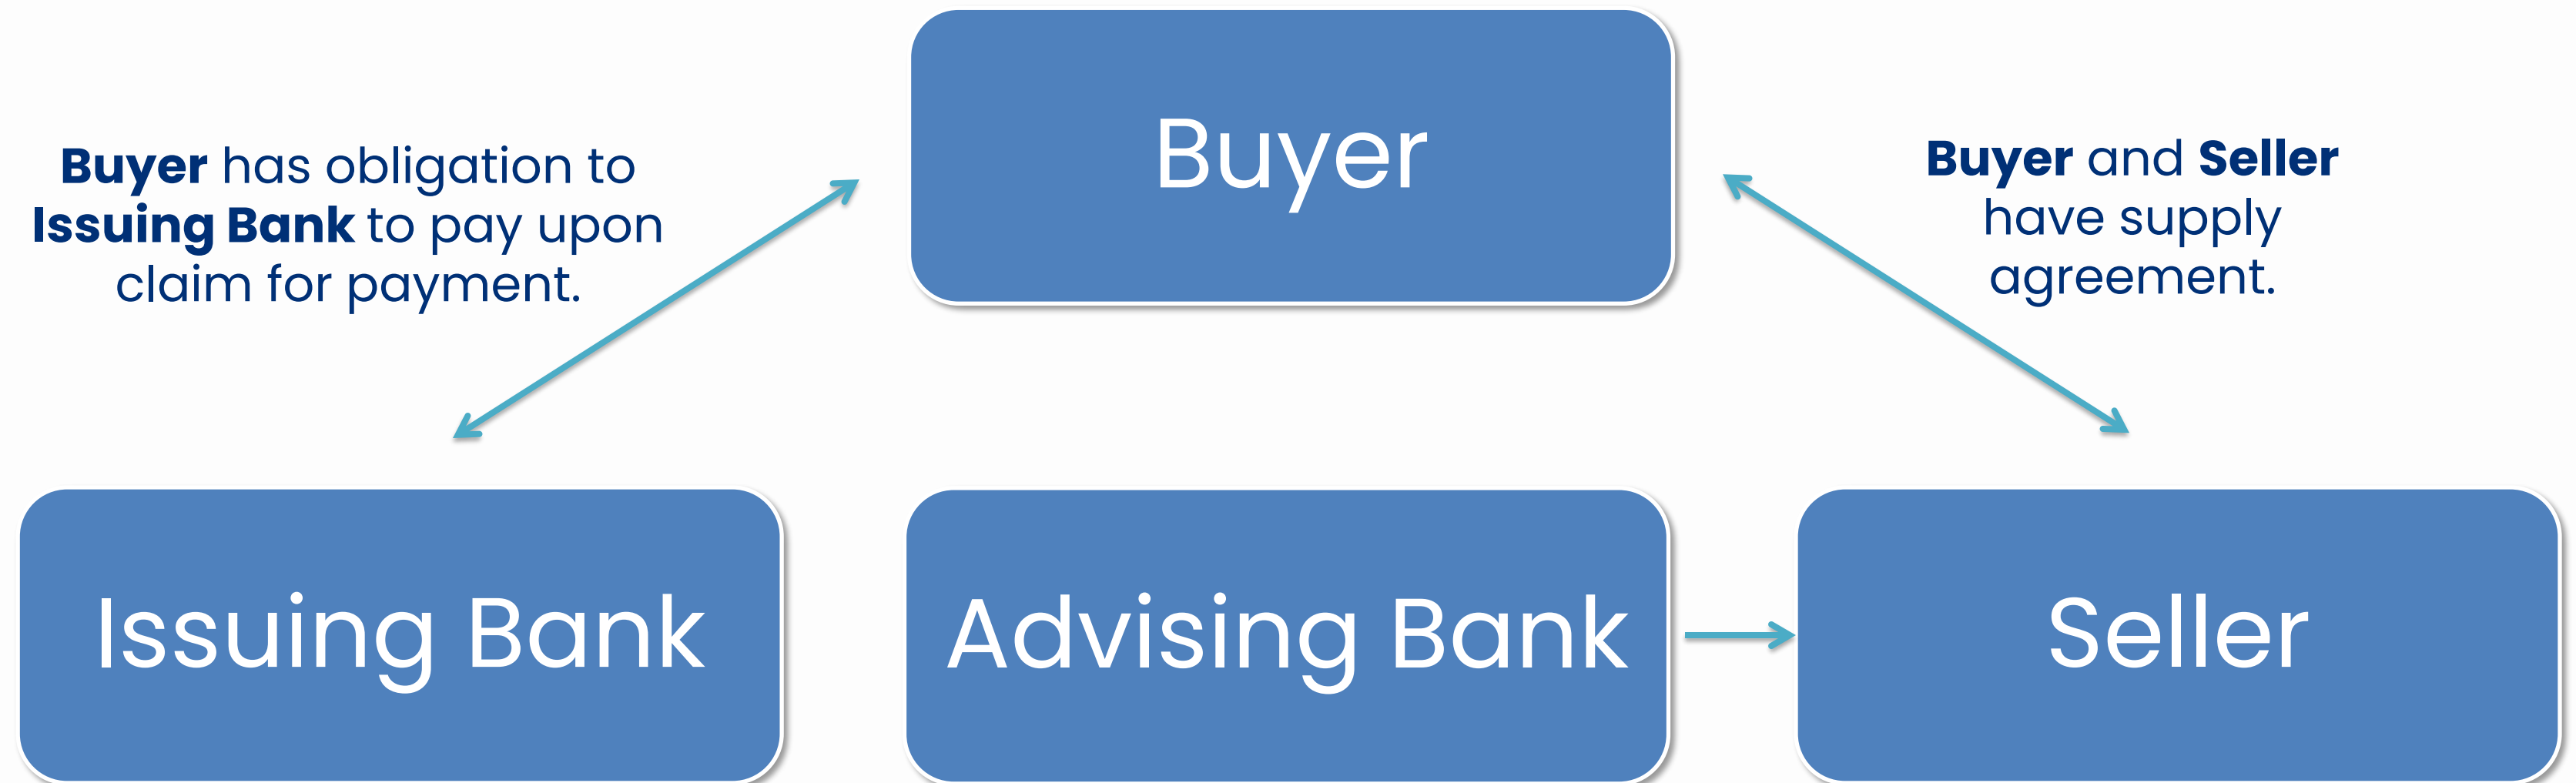 Buyer
Buyer has obligation to
Issuing Bank to pay upon
claim for payment.
Buyer and Seller
have supply
agreement.
Issuing Bank
Advising Bank
Seller